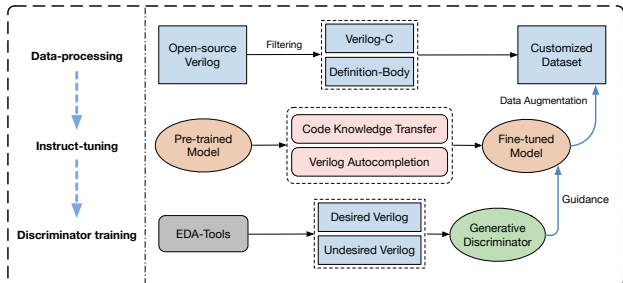 Data-processing
Open-source
Verilog
Filtering
Verilog-C
Definition-Body
Customized
Dataset
Data Augmentation
Instruct-tuning
Pre-trained
Model
Code Knowledge Transfer
Verilog Autocompletion
Fine-tuned
Model
Guidance
Discriminator training
EDA-Tools
Desired Verilog
Undesired Verilog
Generative
Discriminator